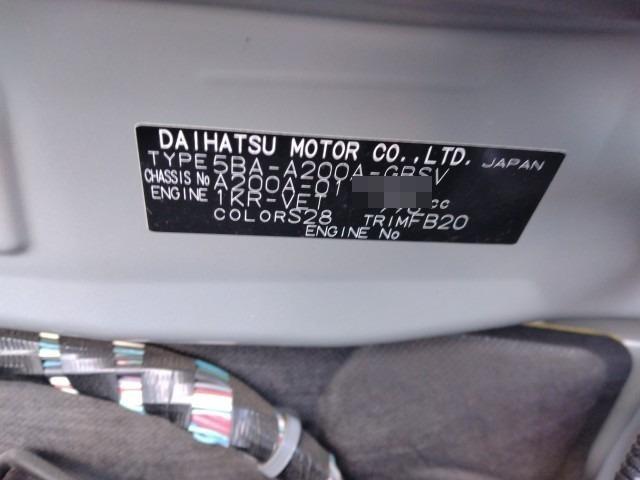 DAIHATSU MOTOR CO.,LTD. JAPAN
TYPE 5BA-A200A-GBSV
CHASSIS No A200A-01
ENGINE 1KR-VET cc
COLOR S28 TRIM FB20
ENGINE No